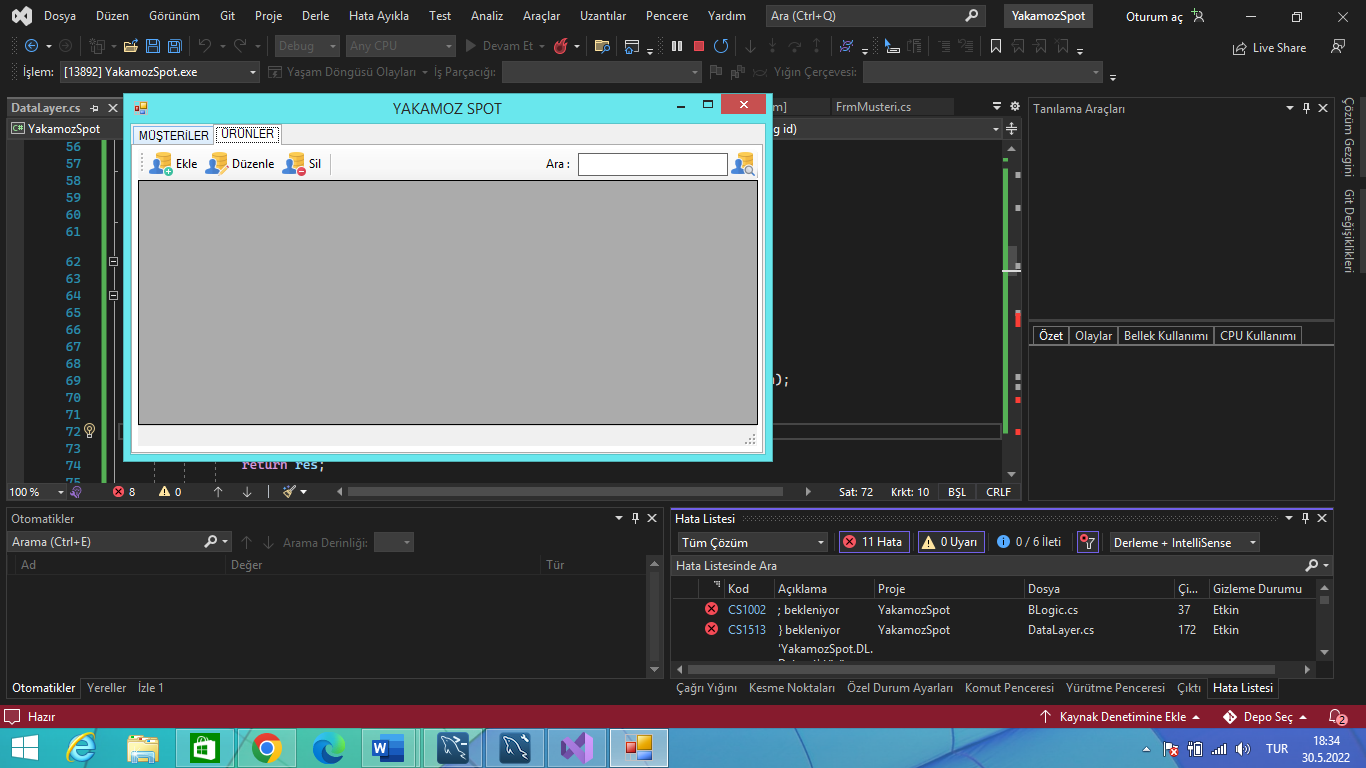 Dosya Düzen Görünüm Git Proje Derle Hata Ayıkla Test Analiz Araçlar Uzantılar Pencere Yardım Ara (Ctrl+Q) YakamozSpot Oturum aç
Debug Any CPU Devam Et Live Share
İşlem: [13892] YakamozSpot.exe Yaşam Döngüsü Olayları İş Parçacığı: Yığın Çerçevesi:
DataLayer.cs YAKAMOZ SPOT m] FrmMusteri.cs Tanılama Araçları
YakamozSpot MÜŞTERİLER ÜRÜNLER g id)
Ekle Düzenle Sil Ara :
56
57
58
59
60
61
62
63
64
65
66
67
68
69 );
70
71
72
73
74 return res;
75
Çözüm Gezgini
Git Değişiklikleri
Özet Olaylar Bellek Kullanımı CPU Kullanımı
100 % 8 0 Sat: 72 Krkt: 10 BŞL CRLF
Otomatikler
Arama (Ctrl+E) Arama Derinliği:
Ad Değer Tür
Otomatikler Yereller İzle 1
Hata Listesi
Tüm Çözüm 11 Hata 0 Uyarı 0 / 6 İleti Derleme + IntelliSense
Hata Listesinde Ara
Kod Açıklama Proje Dosya Çi... Gizleme Durumu
CS1002 ; bekleniyor YakamozSpot BLogic.cs 37 Etkin
CS1513 } bekleniyor YakamozSpot DataLayer.cs 172 Etkin
'YakamozSpot.DL.
Çağrı Yığını Kesme Noktaları Özel Durum Ayarları Komut Penceresi Yürütme Penceresi Çıktı Hata Listesi
Hazır Kaynak Denetimine Ekle Depo Seç 2
TUR 18:34
30.5.2022